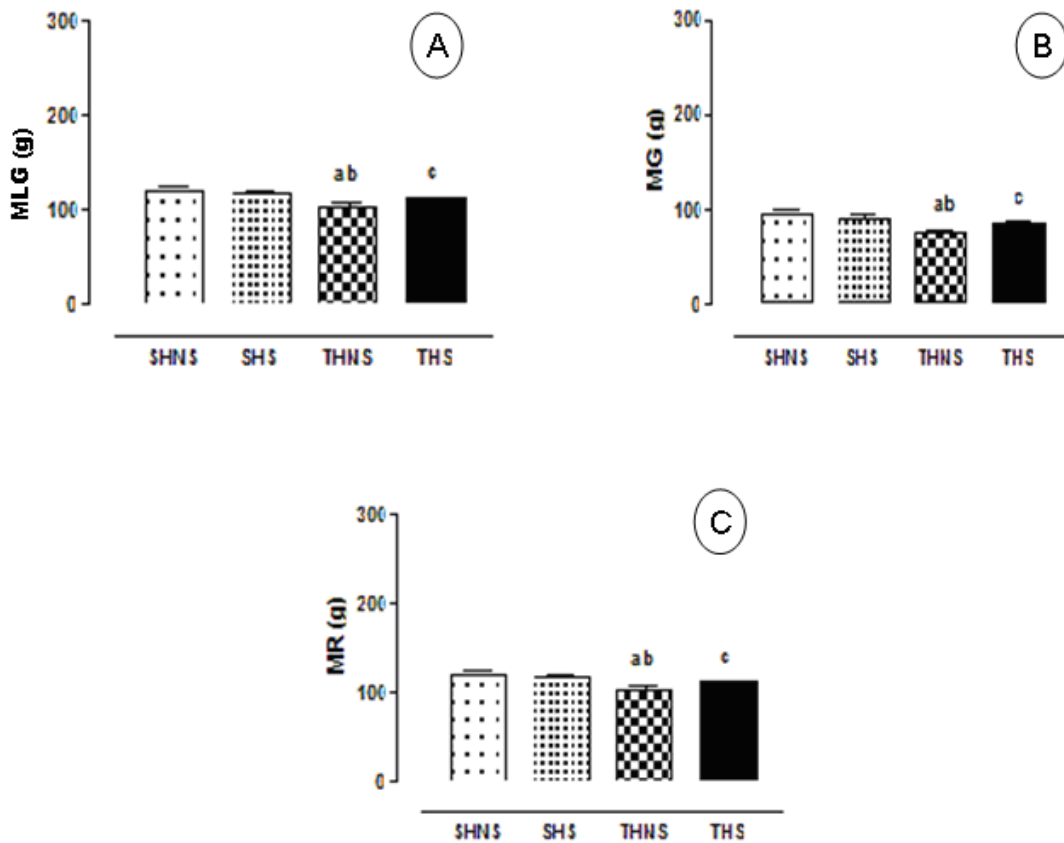 A
300
200
100
0
MLG (g)
ab
c
SHNS
SHS
THNS
THS
B
300
200
100
0
MG (g)
ab
c
SHNS
SHS
THNS
THS
C
300
200
100
0
MR (g)
ab
c
SHNS
SHS
THNS
THS